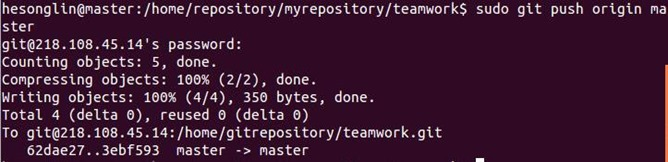 hesonglin@master:/home/repository/myrepository/teamwork$ sudo git push origin ma
ster
git@218.108.45.14's password:
Counting objects: 5, done.
Compressing objects: 100% (2/2), done.
Writing objects: 100% (4/4), 350 bytes, done.
Total 4 (delta 0), reused 0 (delta 0)
To git@218.108.45.14:/home/gitrepository/teamwork.git
   62dae27..3ebf593  master -> master